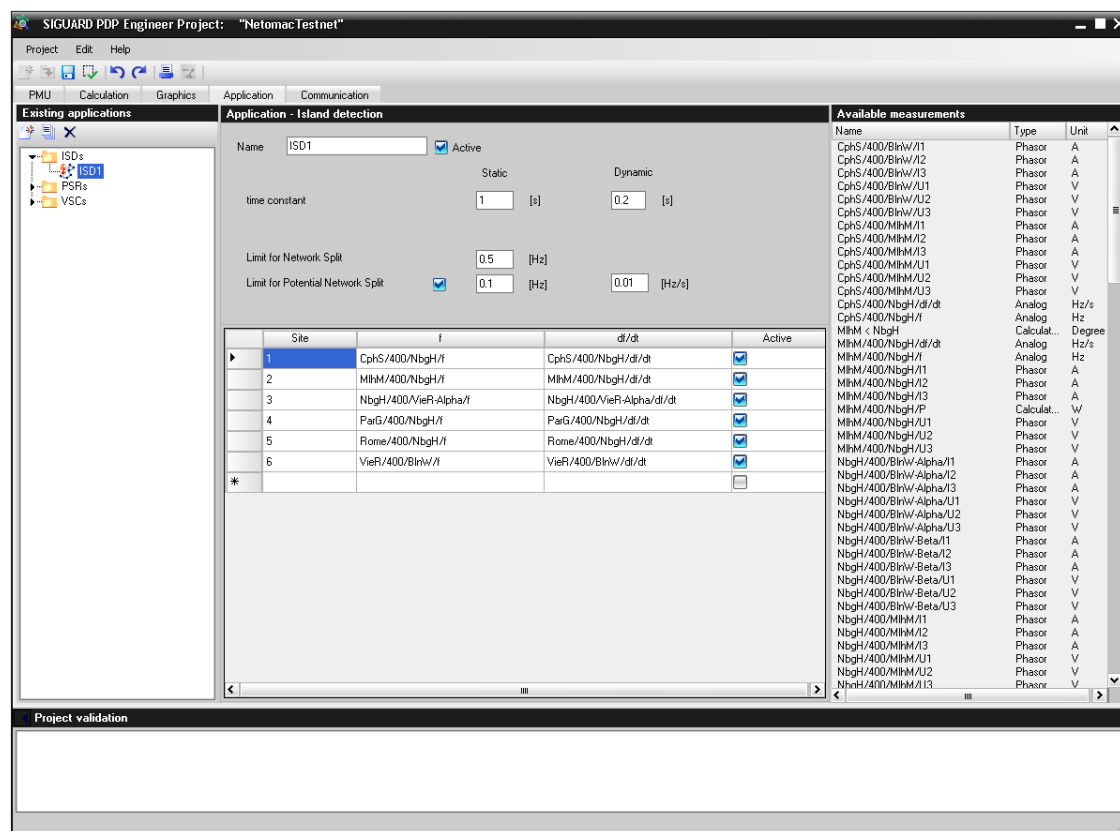 SIGUARD PDP Engineer Project: "NetomacTestnet"
Project Edit Help
PMU Calculation Graphics Application Communication
Existing applications
ISDs
ISD1
PSRs
VSCs
Application - Island detection
Name ISD1 Active
Static Dynamic
time constant 1 [s] 0.2 [s]
Limit for Network Split 0.5 [Hz]
Limit for Potential Network Split 0.1 [Hz] 0.01 [Hz/s]
Site f df/dt Active
1 CphS/400/NbgH/f CphS/400/NbgH/df/dt
2 MlhM/400/NbgH/f MlhM/400/NbgH/df/dt
3 NbgH/400/VieR-Alpha/f NbgH/400/VieR-Alpha/df/dt
4 ParG/400/NbgH/f ParG/400/NbgH/df/dt
5 Rome/400/NbgH/f Rome/400/NbgH/df/dt
6 VieR/400/BlnW/f VieR/400/BlnW/df/dt
Available measurements
Name Type Unit
CphS/400/BlnW/I1 Phasor A
CphS/400/BlnW/I2 Phasor A
CphS/400/BlnW/I3 Phasor A
CphS/400/BlnW/U1 Phasor V
CphS/400/BlnW/U2 Phasor V
CphS/400/BlnW/U3 Phasor V
CphS/400/MlhM/I1 Phasor A
CphS/400/MlhM/I2 Phasor A
CphS/400/MlhM/I3 Phasor A
CphS/400/MlhM/U1 Phasor V
CphS/400/MlhM/U2 Phasor V
CphS/400/MlhM/U3 Phasor V
CphS/400/NbgH/df/dt Analog Hz/s
CphS/400/NbgH/f Analog Hz
MlhM < NbgH Calculat... Degree
MlhM/400/NbgH/df/dt Analog Hz/s
MlhM/400/NbgH/f Analog Hz
MlhM/400/NbgH/I1 Phasor A
MlhM/400/NbgH/I2 Phasor A
MlhM/400/NbgH/I3 Phasor A
MlhM/400/NbgH/P Calculat... W
MlhM/400/NbgH/U1 Phasor V
MlhM/400/NbgH/U2 Phasor V
MlhM/400/NbgH/U3 Phasor V
NbgH/400/BlnW-Alpha/I1 Phasor A
NbgH/400/BlnW-Alpha/I2 Phasor A
NbgH/400/BlnW-Alpha/I3 Phasor A
NbgH/400/BlnW-Alpha/U1 Phasor V
NbgH/400/BlnW-Alpha/U2 Phasor V
NbgH/400/BlnW-Alpha/U3 Phasor V
NbgH/400/BlnW-Beta/I1 Phasor A
NbgH/400/BlnW-Beta/I2 Phasor A
NbgH/400/BlnW-Beta/I3 Phasor A
NbgH/400/BlnW-Beta/U1 Phasor V
NbgH/400/BlnW-Beta/U2 Phasor V
NbgH/400/BlnW-Beta/U3 Phasor V
NbgH/400/MlhM/I1 Phasor A
NbgH/400/MlhM/I2 Phasor A
NbgH/400/MlhM/I3 Phasor A
NbgH/400/MlhM/U1 Phasor V
NbgH/400/MlhM/U2 Phasor V
NbgH/400/MlhM/U3 Phasor V
Project validation